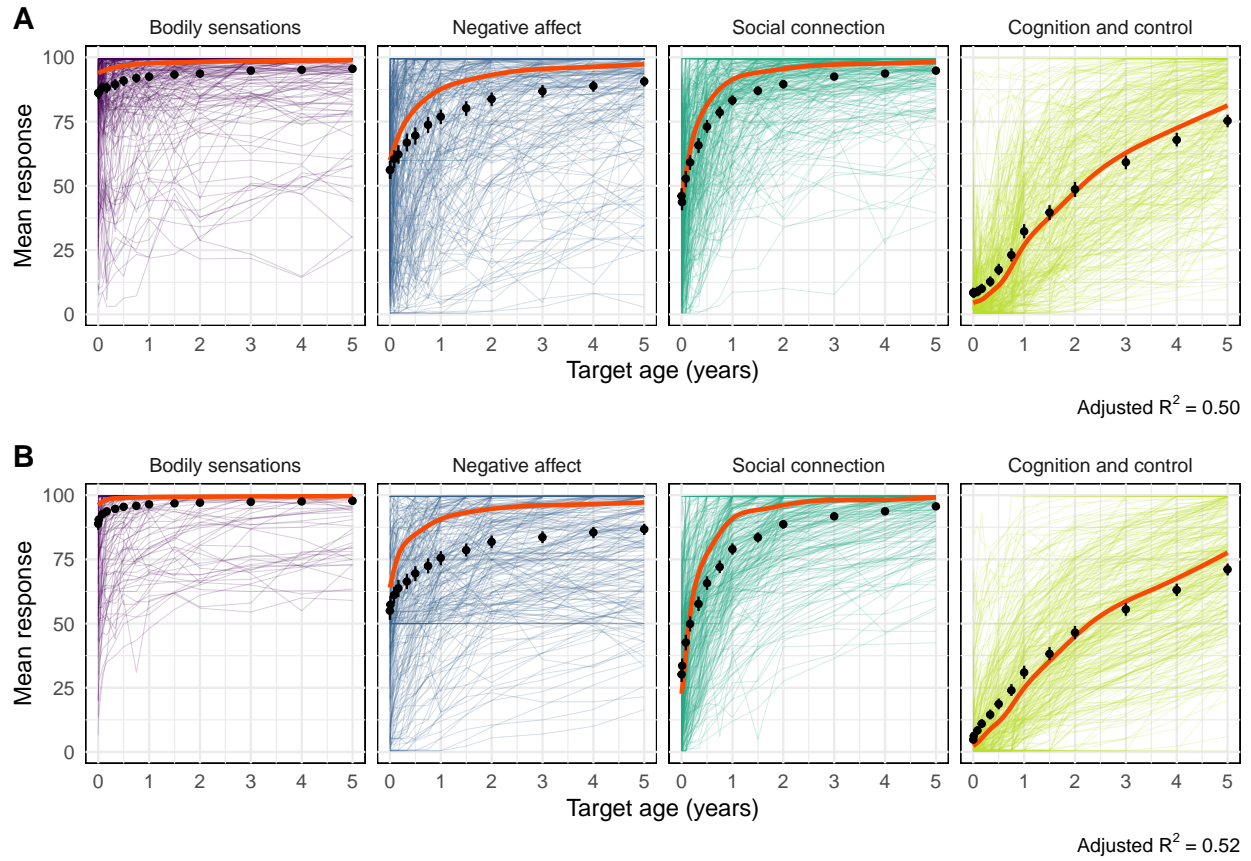 A
Bodily sensations Negative affect Social connection Cognition and control
100
75
50
25
0
Mean response
0 1 2 3 4 5 0 1 2 3 4 5 0 1 2 3 4 5 0 1 2 3 4 5
Target age (years)
Adjusted R² = 0.50
B
Bodily sensations Negative affect Social connection Cognition and control
100
75
50
25
0
Mean response
0 1 2 3 4 5 0 1 2 3 4 5 0 1 2 3 4 5 0 1 2 3 4 5
Target age (years)
Adjusted R² = 0.52